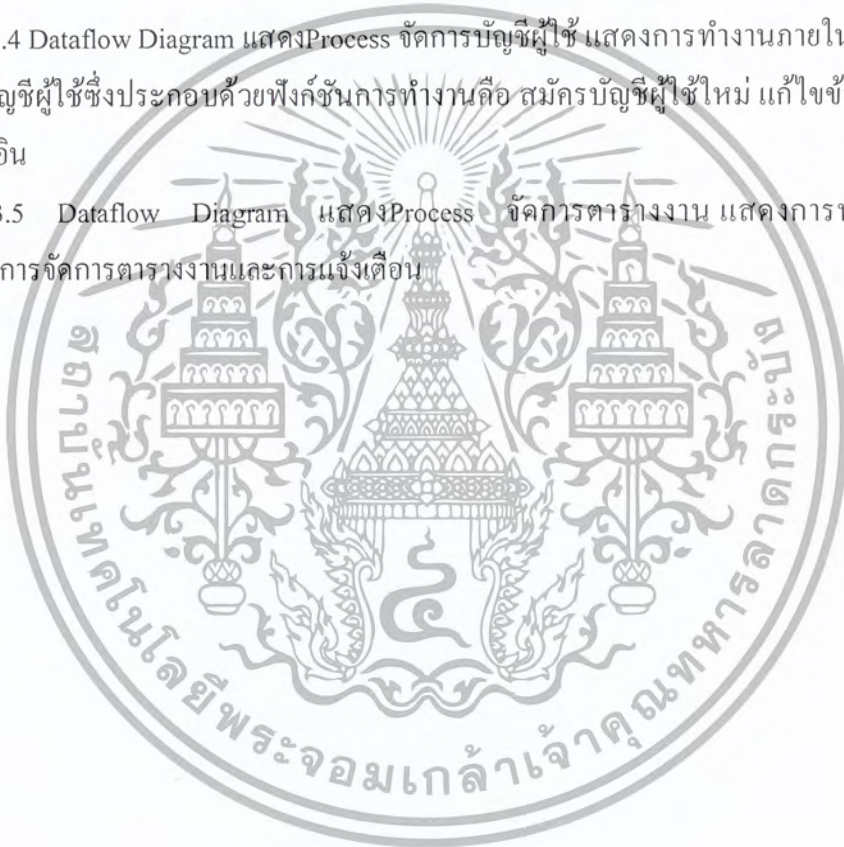 .4 Dataflow Diagram แสดงProcess จัดการบัญชีผู้ใช้ แสดงการทำงานภายใน
ญชีผู้ใช้ซึ่งประกอบด้วยฟังก์ชันการทำงานคือ สมัครบัญชีผู้ใช้ใหม่ แก้ไขข้
อิน
3.5 Dataflow Diagram แสดงProcess จัดการตารางงาน แสดงการท
การจัดการตารางงานและการแจ้งเตือน
สถาบันเทคโนโลยีพระจอมเกล้าเจ้าคุณทหารลาดกระบัง